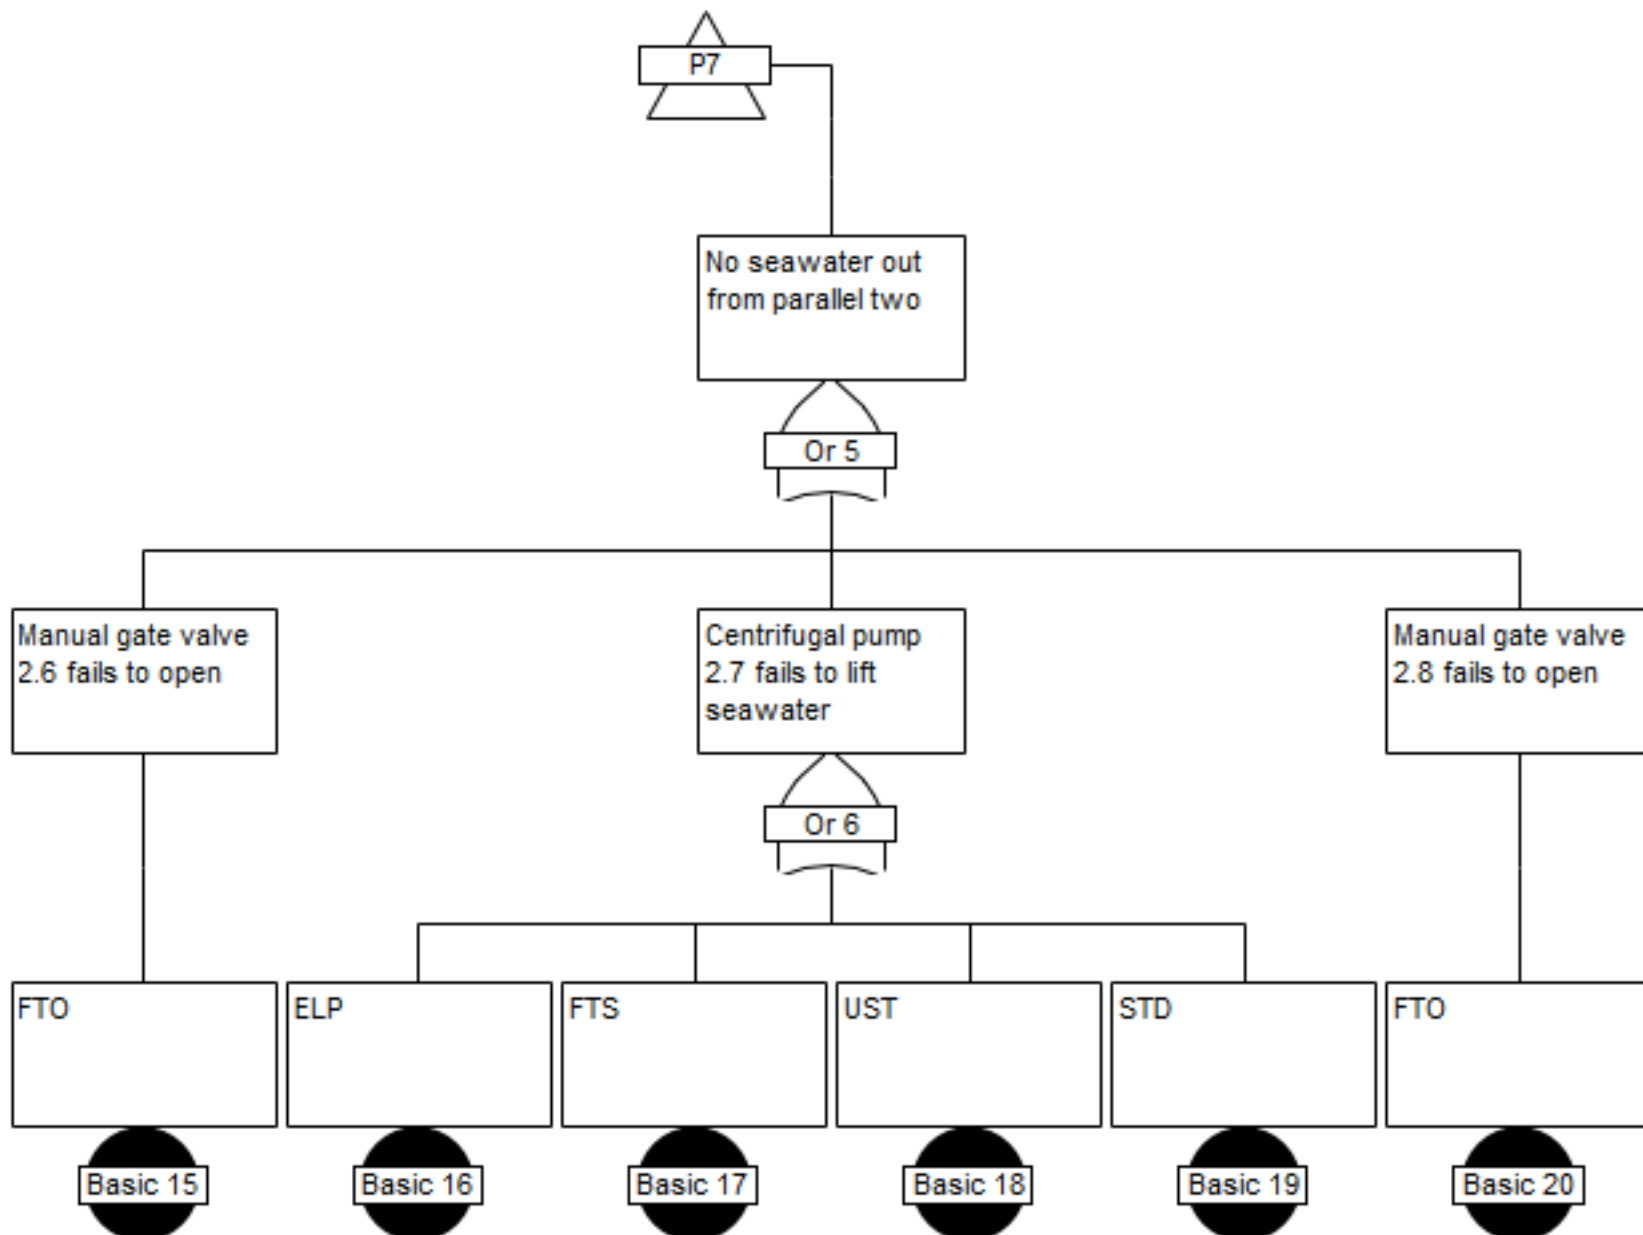 P7
No seawater out
from parallel two
Or 5
Manual gate valve
2.6 fails to open
Centrifugal pump
2.7 fails to lift
seawater
Manual gate valve
2.8 fails to open
Or 6
FTO
ELP
FTS
UST
STD
FTO
Basic 15
Basic 16
Basic 17
Basic 18
Basic 19
Basic 20